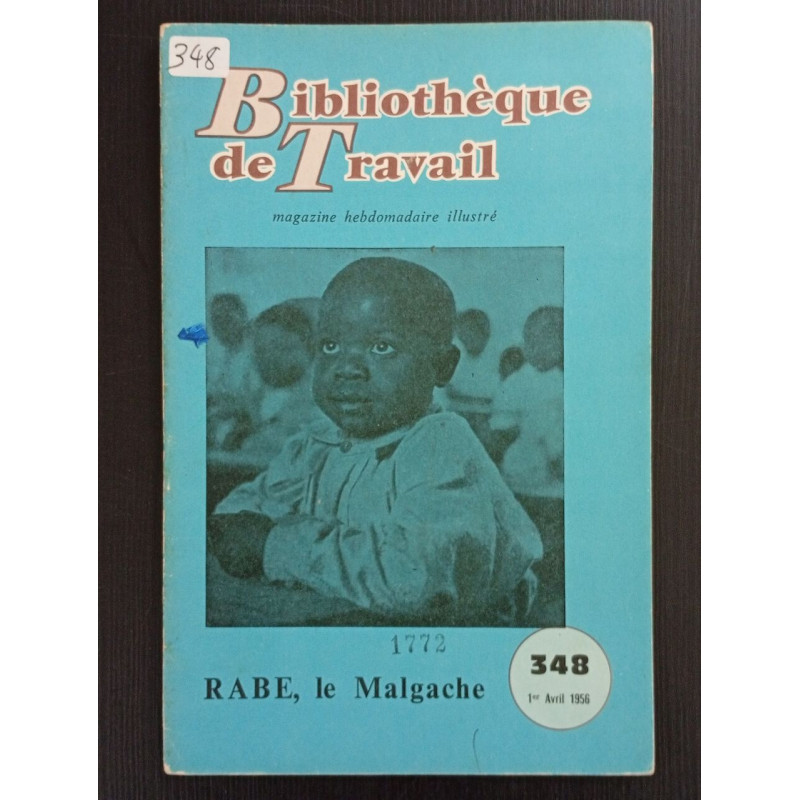 348
Bibliothèque
de Travail
magazine hebdomadaire illustré
1772
RABE, le Malgache
348
1er Avril 1956